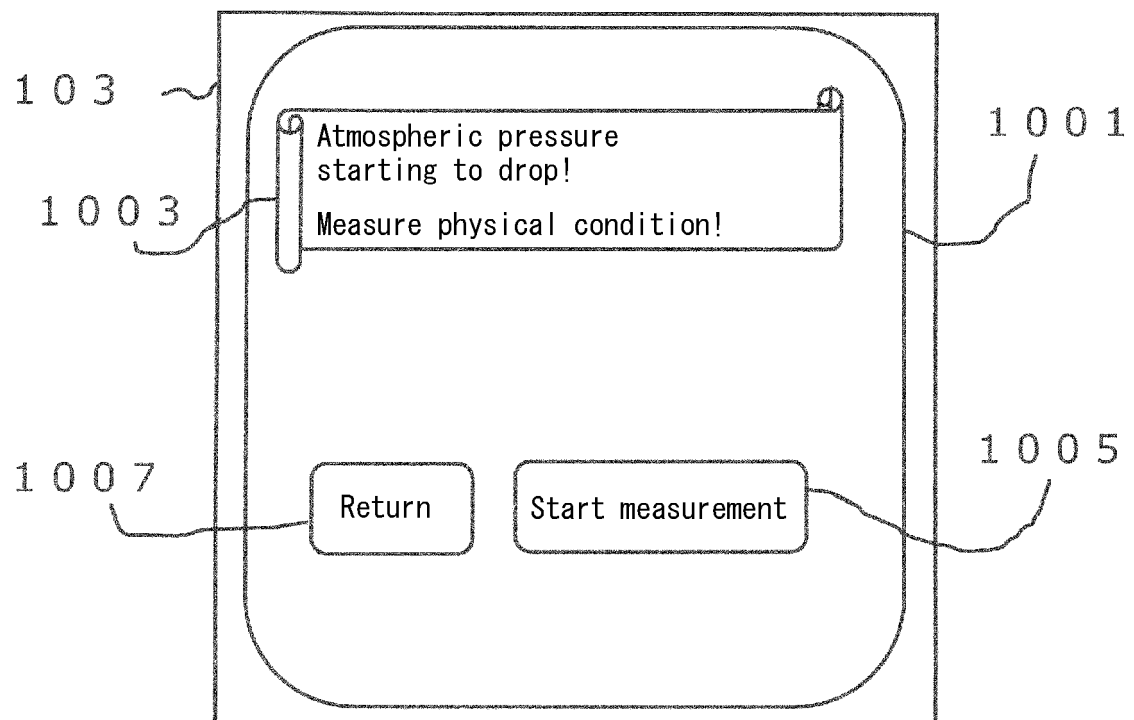 103
1001
Atmospheric pressure
starting to drop!
1003
Measure physical condition!
1005
1007
Return
Start measurement